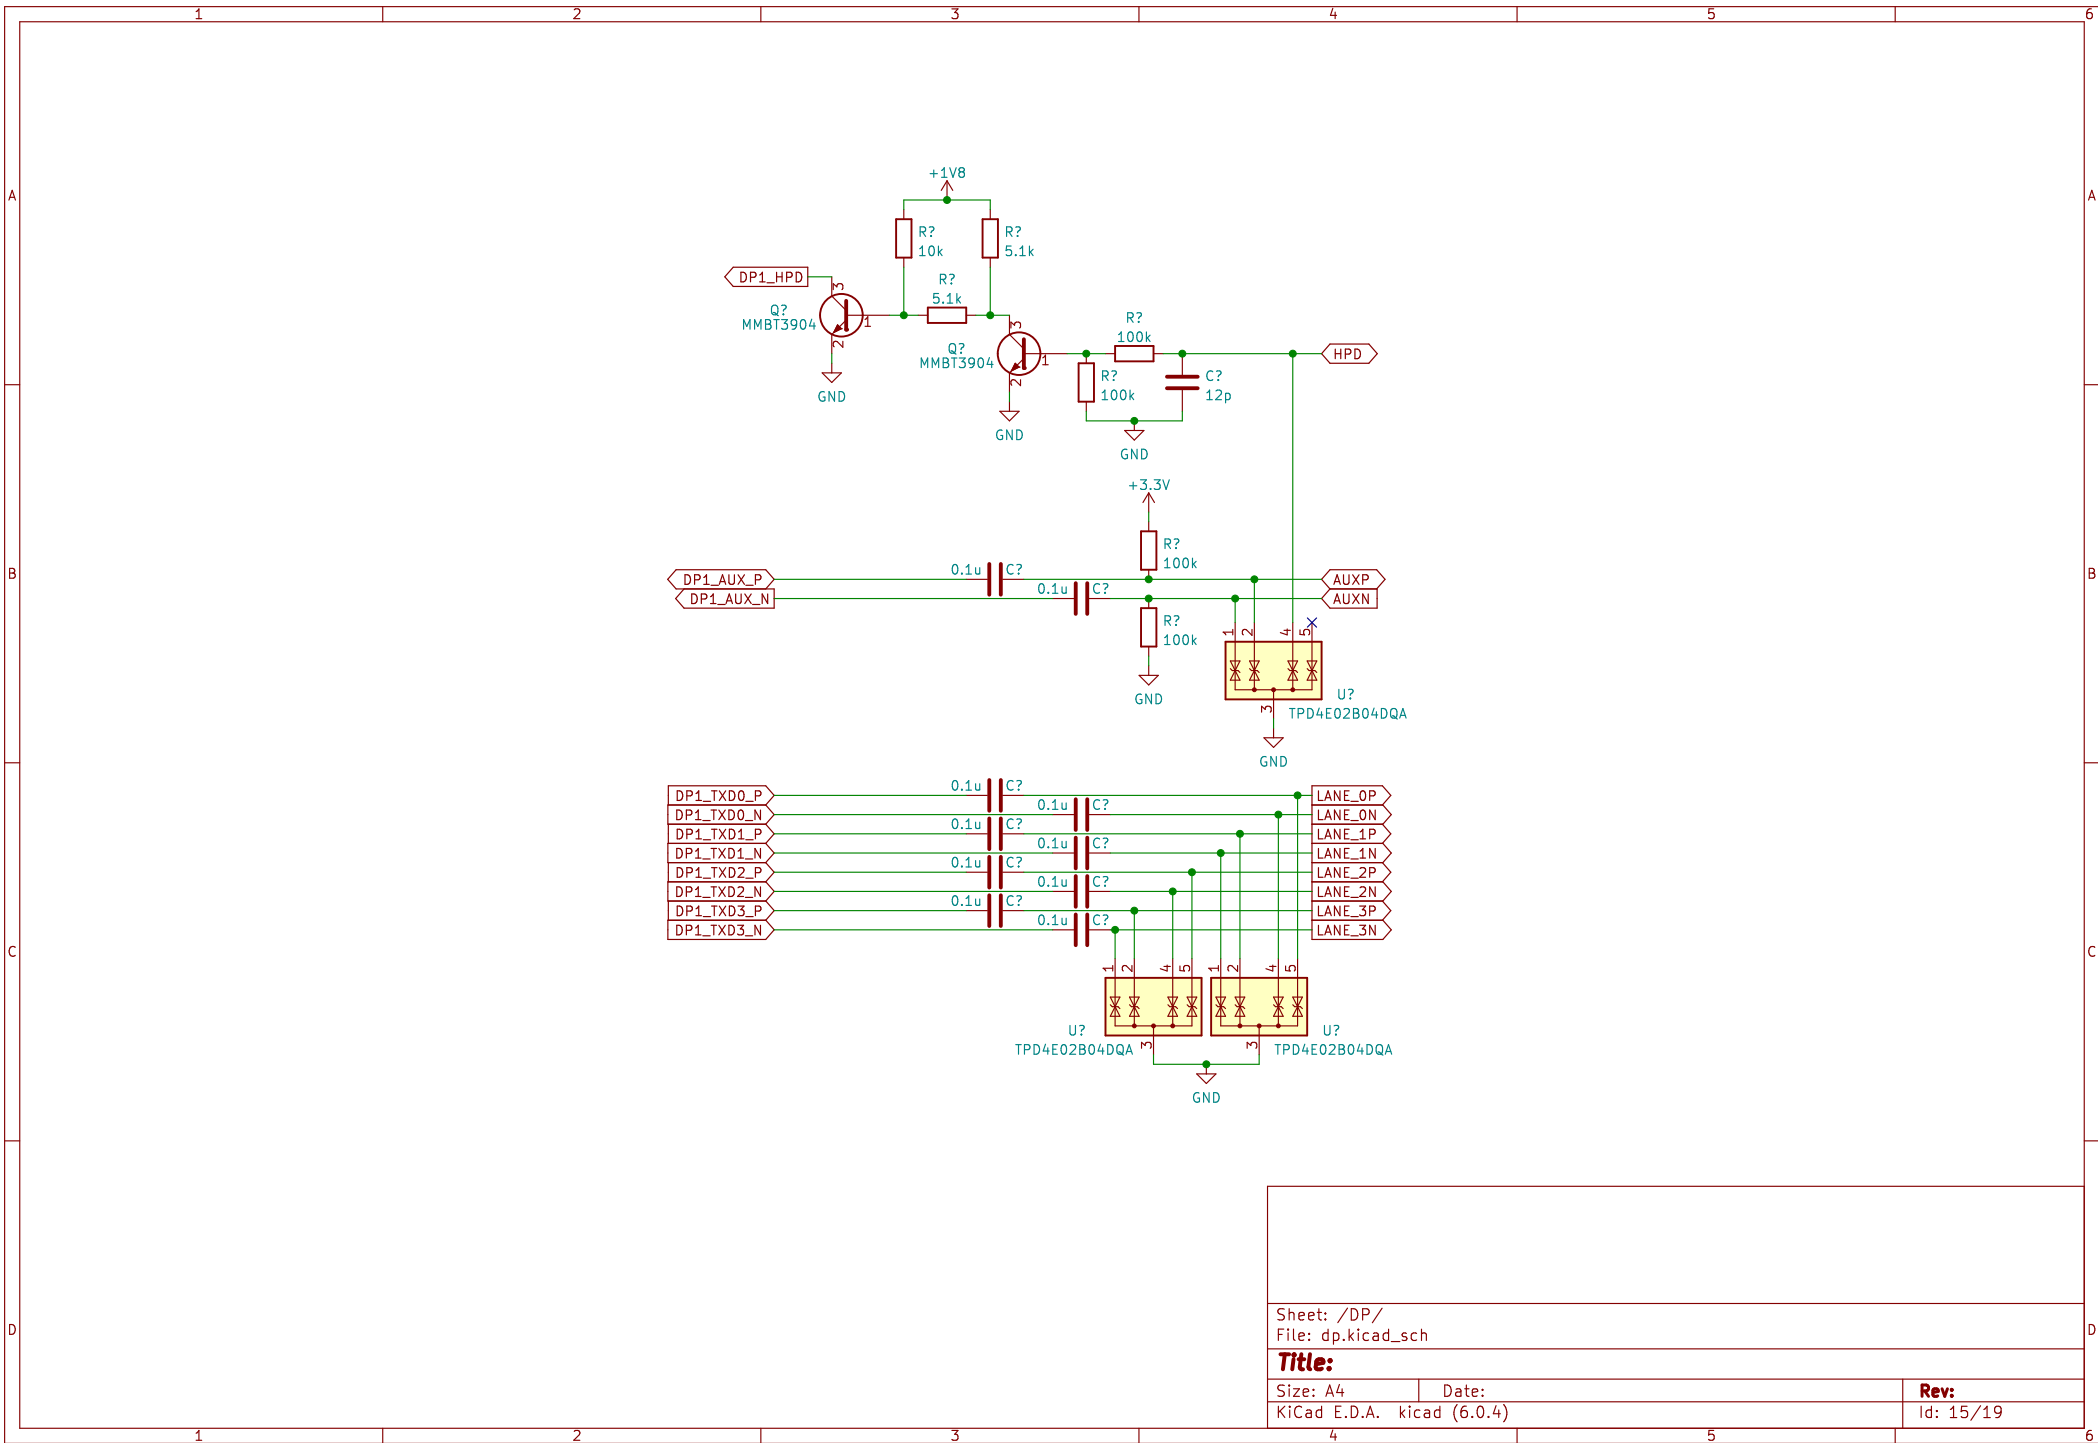 1 2 3 4 5 6
A A
+1V8
R? R?
10k 5.1k
DP1_HPD
R?
5.1k
3
Q?
MMBT3904
1
2
GND
3
Q?
MMBT3904
1
2
GND
R?
100k
HPD
R?
100k
C?
12p
GND
+3.3V
R?
100k
B B
DP1_AUX_P 0.1u C? AUXP
DP1_AUX_N 0.1u C? AUXN
R?
100k
GND
1 2 4 5
U?
3
TPD4E02B04DQA
GND
DP1_TXD0_P 0.1u C? LANE_0P
DP1_TXD0_N 0.1u C? LANE_0N
DP1_TXD1_P 0.1u C? LANE_1P
DP1_TXD1_N 0.1u C? LANE_1N
DP1_TXD2_P 0.1u C? LANE_2P
DP1_TXD2_N 0.1u C? LANE_2N
DP1_TXD3_P 0.1u C? LANE_3P
DP1_TXD3_N 0.1u C? LANE_3N
C C
1 2 4 5 1 2 4 5
U? U?
3 3
TPD4E02B04DQA TPD4E02B04DQA
GND
D D
Sheet: /DP/
File: dp.kicad_sch
Title:
Size: A4 Date: Rev:
KiCad E.D.A. kicad (6.0.4) Id: 15/19
1 2 3 4 5 6